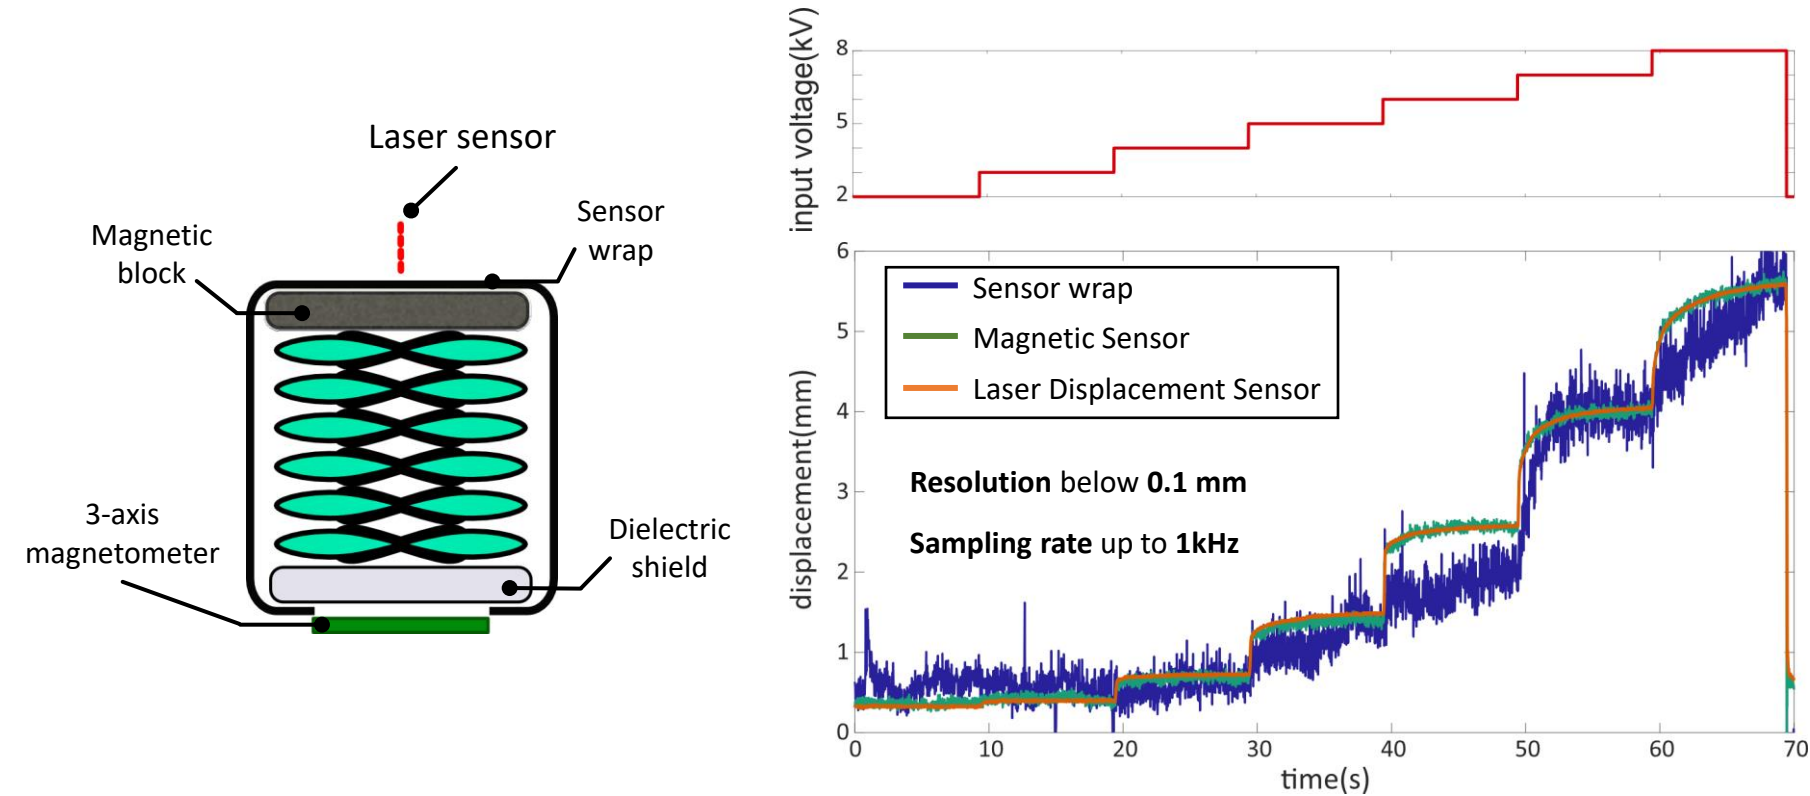 Laser sensor
Sensor
wrap
Magnetic
block
3-axis
magnetometer
Dielectric
shield
input voltage(kV)
8
5
2
displacement(mm)
6
5
4
3
2
1
0
Sensor wrap
Magnetic Sensor
Laser Displacement Sensor
Resolution below 0.1 mm
Sampling rate up to 1kHz
0 10 20 30 40 50 60 70
time(s)